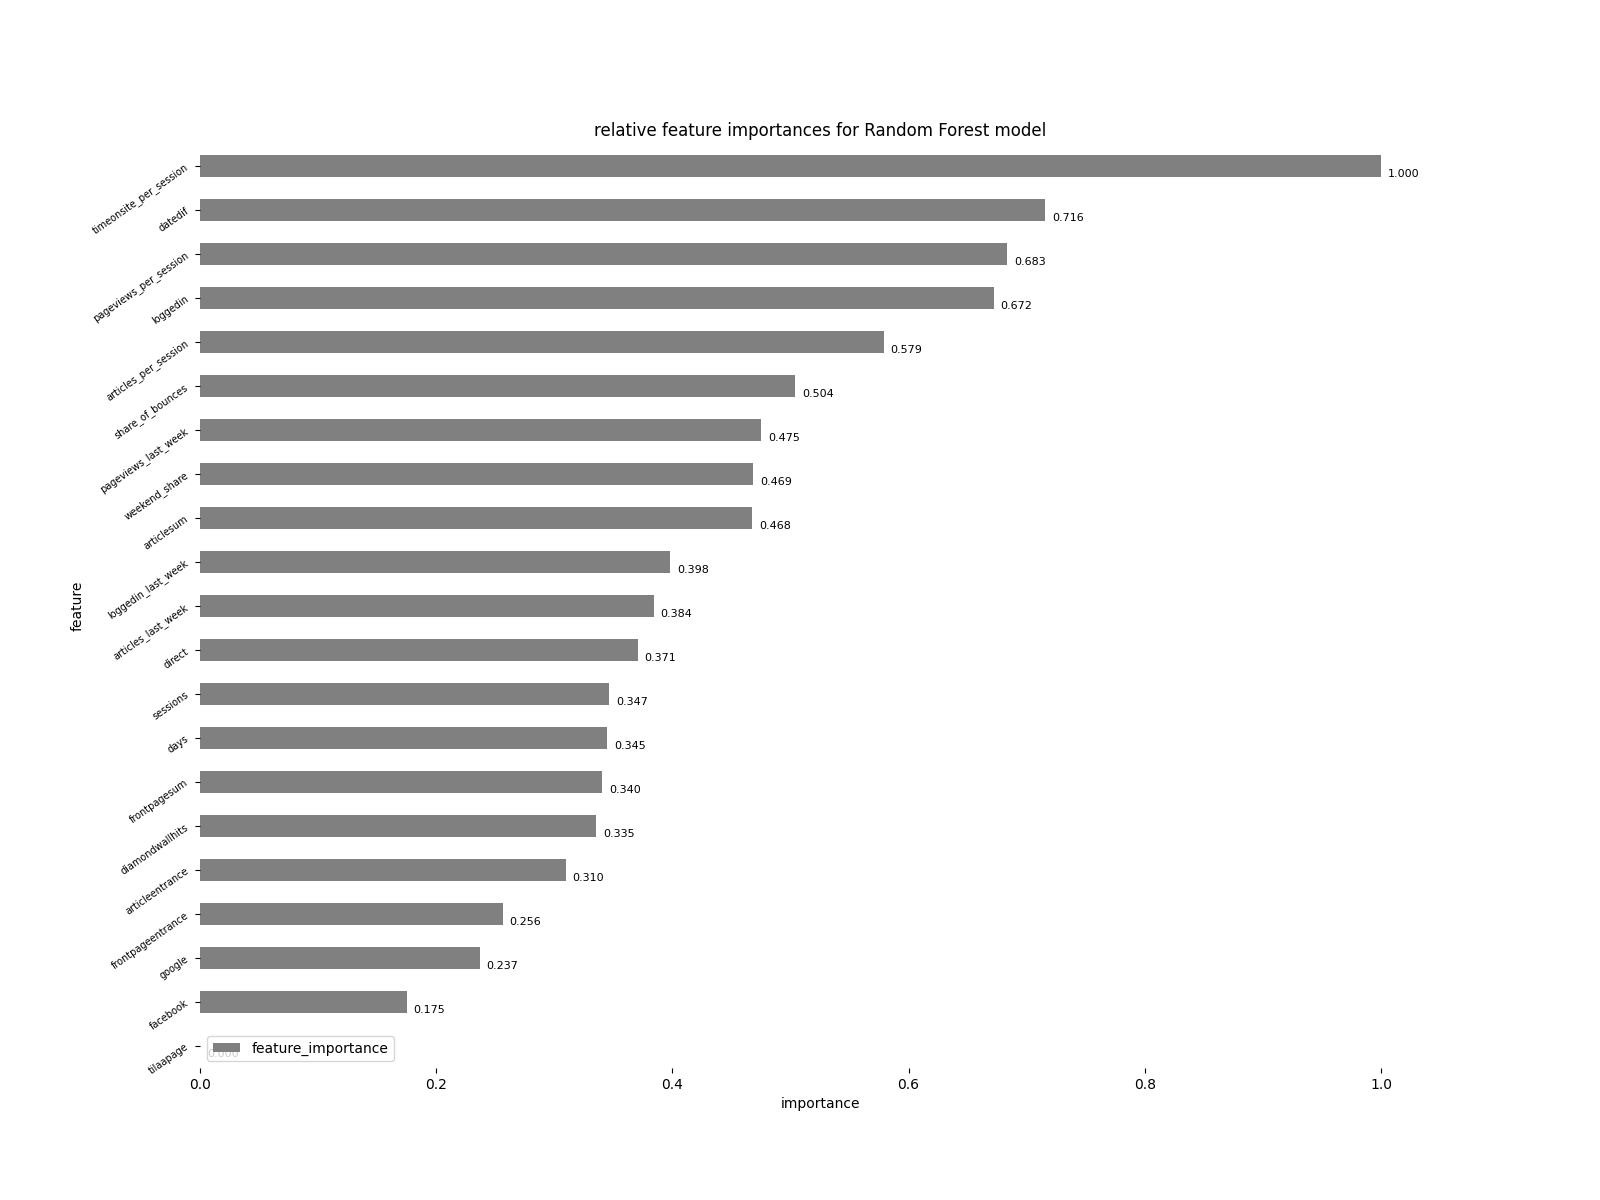 relative feature importances for Random Forest model
timeonsite_per_session 1.000
datedif 0.716
pageviews_per_session 0.683
loggedin 0.672
articles_per_session 0.579
share_of_bounces 0.504
pageviews_last_week 0.475
weekend_share 0.469
articlesum 0.468
loggedin_last_week 0.398
articles_last_week 0.384
direct 0.371
sessions 0.347
days 0.345
frontpagesum 0.340
diamondwallhits 0.335
articleentrance 0.310
frontpageentrance 0.256
google 0.237
facebook 0.175
tilaapage 0.000
feature_importance
0.0 0.2 0.4 0.6 0.8 1.0
importance
feature